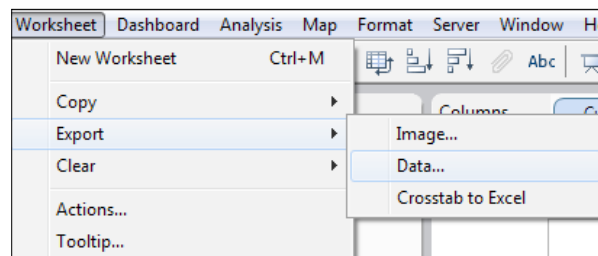 Worksheet Dashboard Analysis Map Format Server Window H
New Worksheet Ctrl+M
Abc
Copy
Columns
Export
Image...
Clear
Data...
Crosstab to Excel
Actions...
Tooltip...